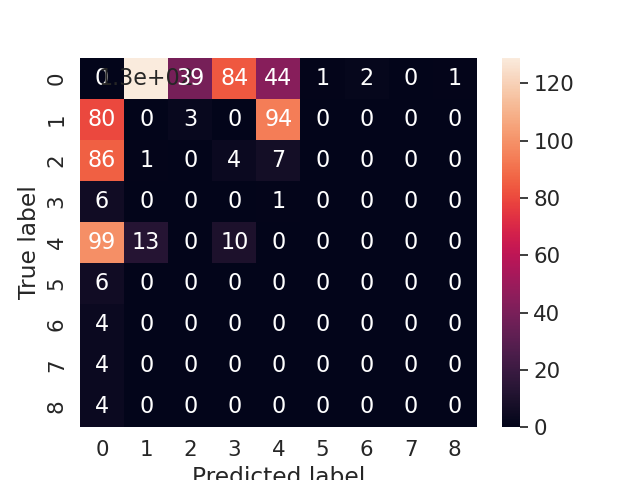 0 0 1.3e+02 39 84 44 1 2 0 1
1 80 0 3 0 94 0 0 0 0
2 86 1 0 4 7 0 0 0 0
3 6 0 0 0 1 0 0 0 0
4 99 13 0 10 0 0 0 0 0
5 6 0 0 0 0 0 0 0 0
6 4 0 0 0 0 0 0 0 0
7 4 0 0 0 0 0 0 0 0
8 4 0 0 0 0 0 0 0 0
0 1 2 3 4 5 6 7 8
Predicted label
True label
120
100
80
60
40
20
0